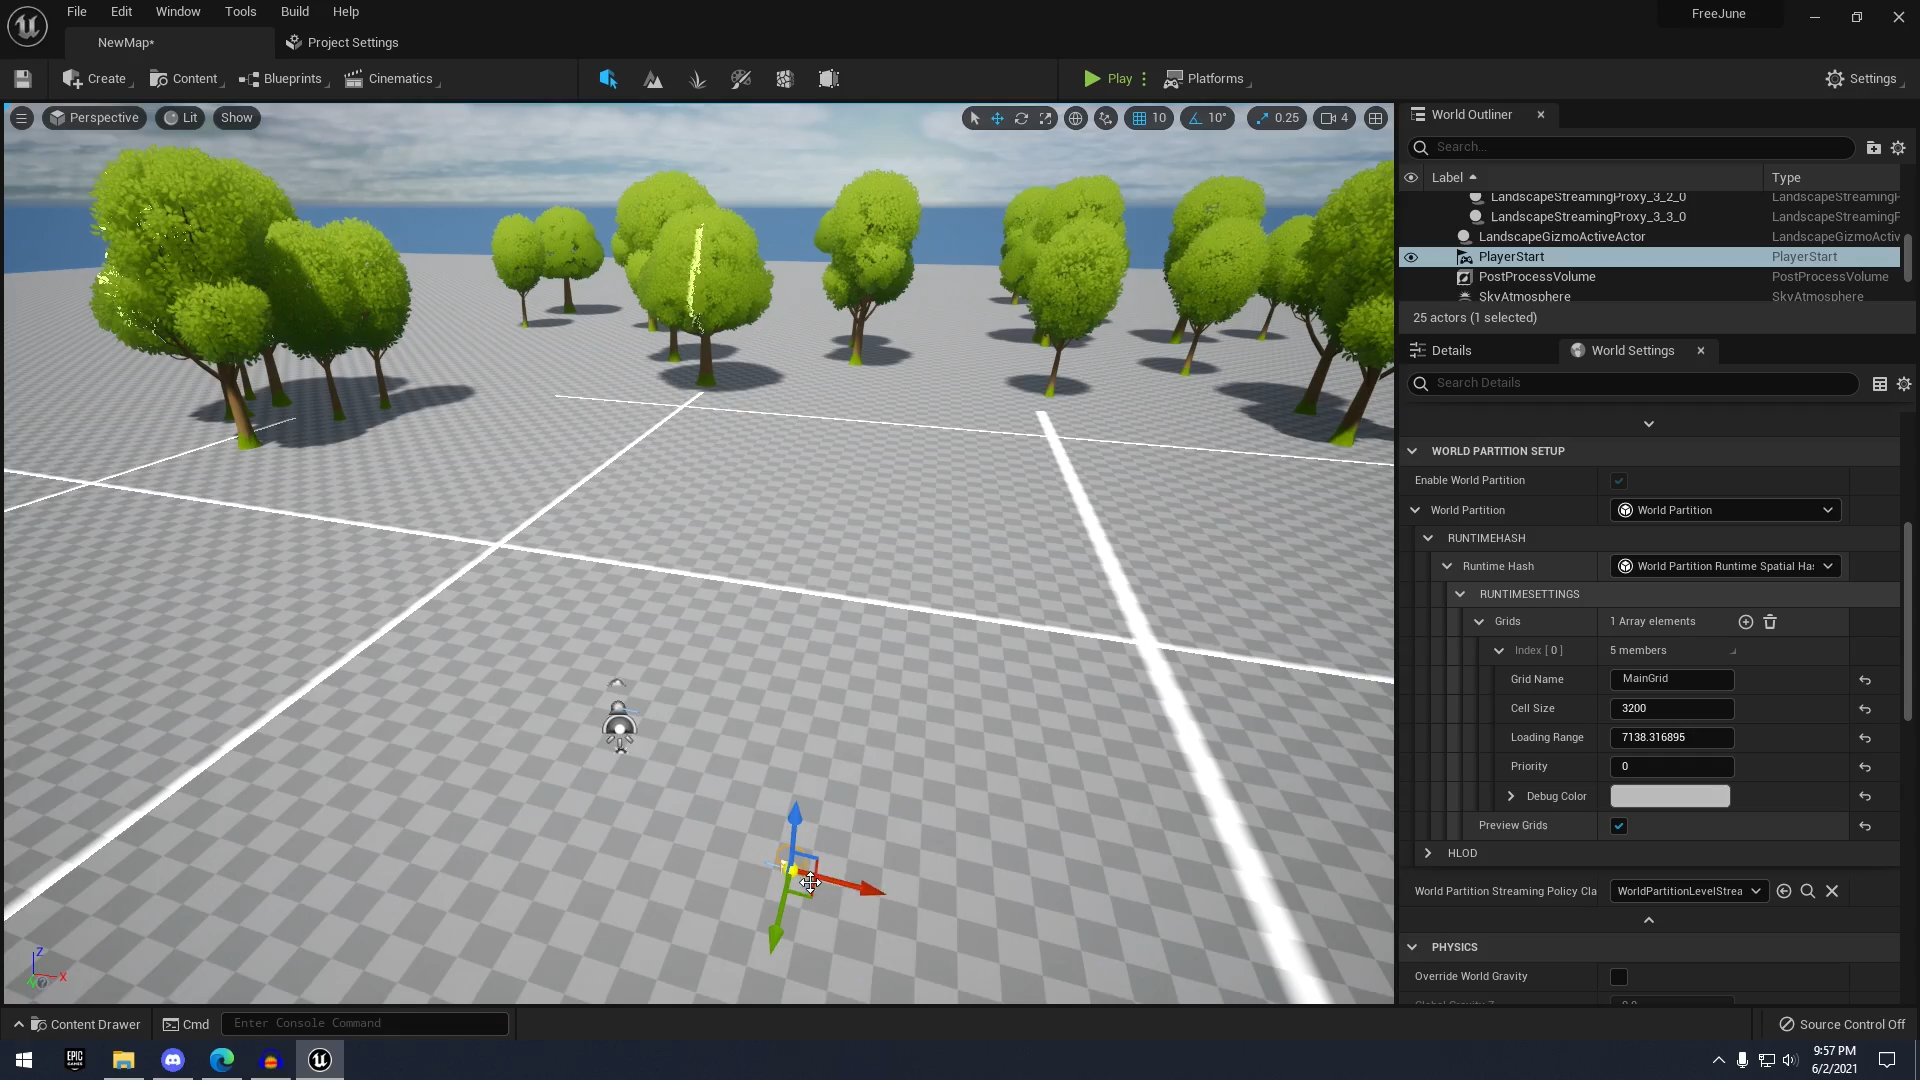 File Edit Window Tools Build Help
FreeJune
NewMap*
Project Settings
Create
Content
Blueprints
Cinematics
Play
Platforms
Settings
Perspective
Lit
Show
10
10°
0.25
4
World Outliner
Search...
Label
Type
LandscapeStreamingProxy_3_2_0 LandscapeStreamingP
LandscapeStreamingProxy_3_3_0 LandscapeStreamingP
LandscapeGizmoActiveActor LandscapeGizmoActiv
PlayerStart PlayerStart
PostProcessVolume PostProcessVolume
SkyAtmosphere SkyAtmosphere
25 actors (1 selected)
Details
World Settings
Search Details
WORLD PARTITION SETUP
Enable World Partition
World Partition World Partition
RUNTIMEHASH
Runtime Hash World Partition Runtime Spatial Has
RUNTIMESETTINGS
Grids 1 Array elements
Index [ 0 ] 5 members
Grid Name MainGrid
Cell Size 3200
Loading Range 7138.316895
Priority 0
Debug Color
Preview Grids
HLOD
World Partition Streaming Policy Cla WorldPartitionLevelStrea
PHYSICS
Override World Gravity
Z
X
Content Drawer
Cmd
Enter Console Command
Source Control Off
EPIC GAMES
9:57 PM
6/2/2021